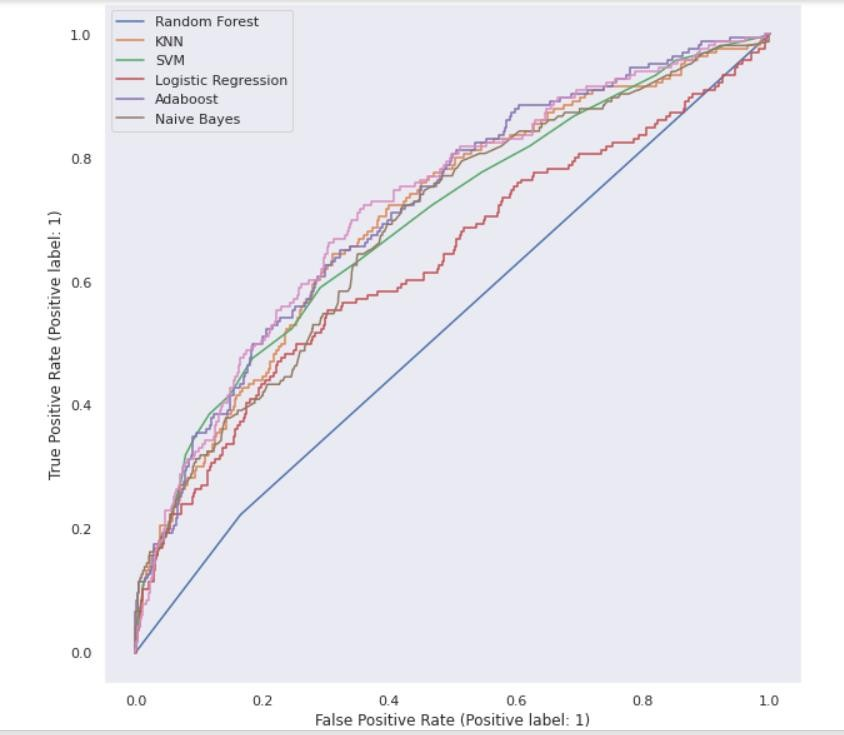 Random Forest
KNN
SVM
Logistic Regression
Adaboost
Naive Bayes
1.0
0.8
0.6
0.4
0.2
0.0
True Positive Rate (Positive label: 1)
0.0 0.2 0.4 0.6 0.8 1.0
False Positive Rate (Positive label: 1)